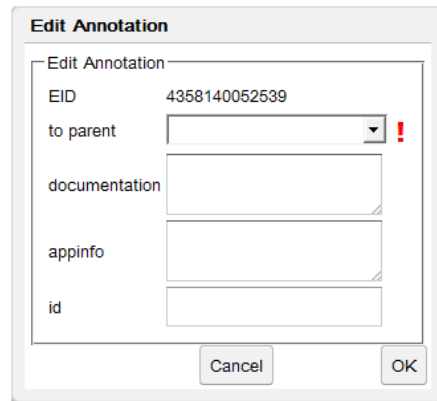 Edit Annotation
Edit Annotation
EID 4358140052539
to parent !
documentation
appinfo
id
Cancel OK